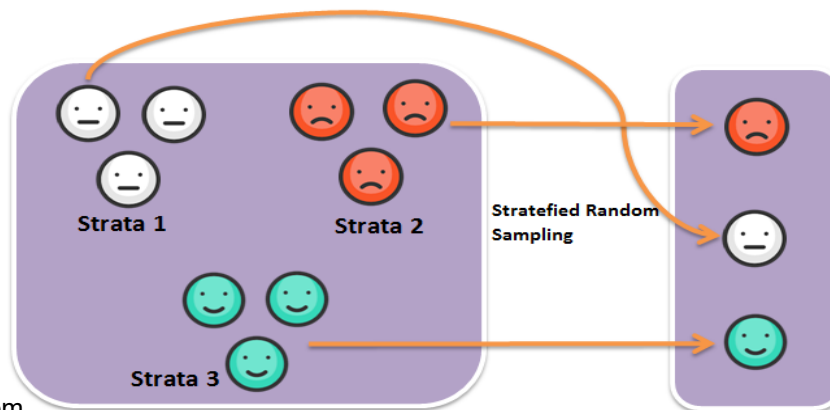 Strata 1
Strata 2
Stratefied Random
Sampling
Strata 3